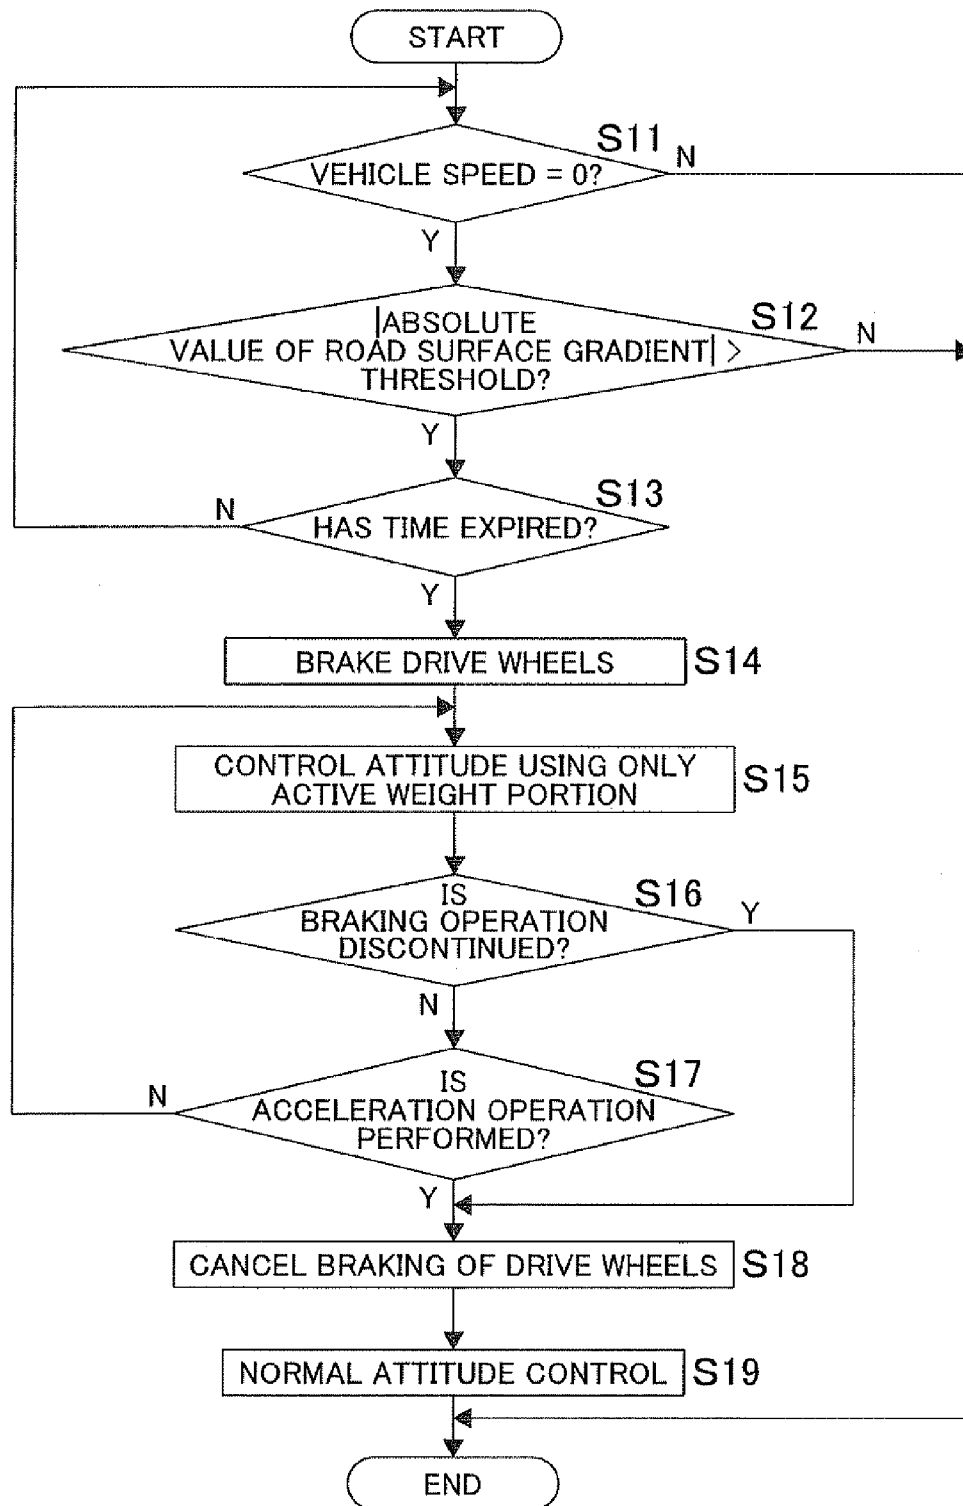 START
S11
N
VEHICLE SPEED = 0?
Y
|ABSOLUTE
S12
N
VALUE OF ROAD SURFACE GRADIENT| >
THRESHOLD?
Y
S13
N
HAS TIME EXPIRED?
Y
BRAKE DRIVE WHEELS
S14
CONTROL ATTITUDE USING ONLY
ACTIVE WEIGHT PORTION
S15
IS
S16
Y
BRAKING OPERATION
DISCONTINUED?
N
IS
S17
N
ACCELERATION OPERATION
PERFORMED?
Y
CANCEL BRAKING OF DRIVE WHEELS
S18
NORMAL ATTITUDE CONTROL
S19
END